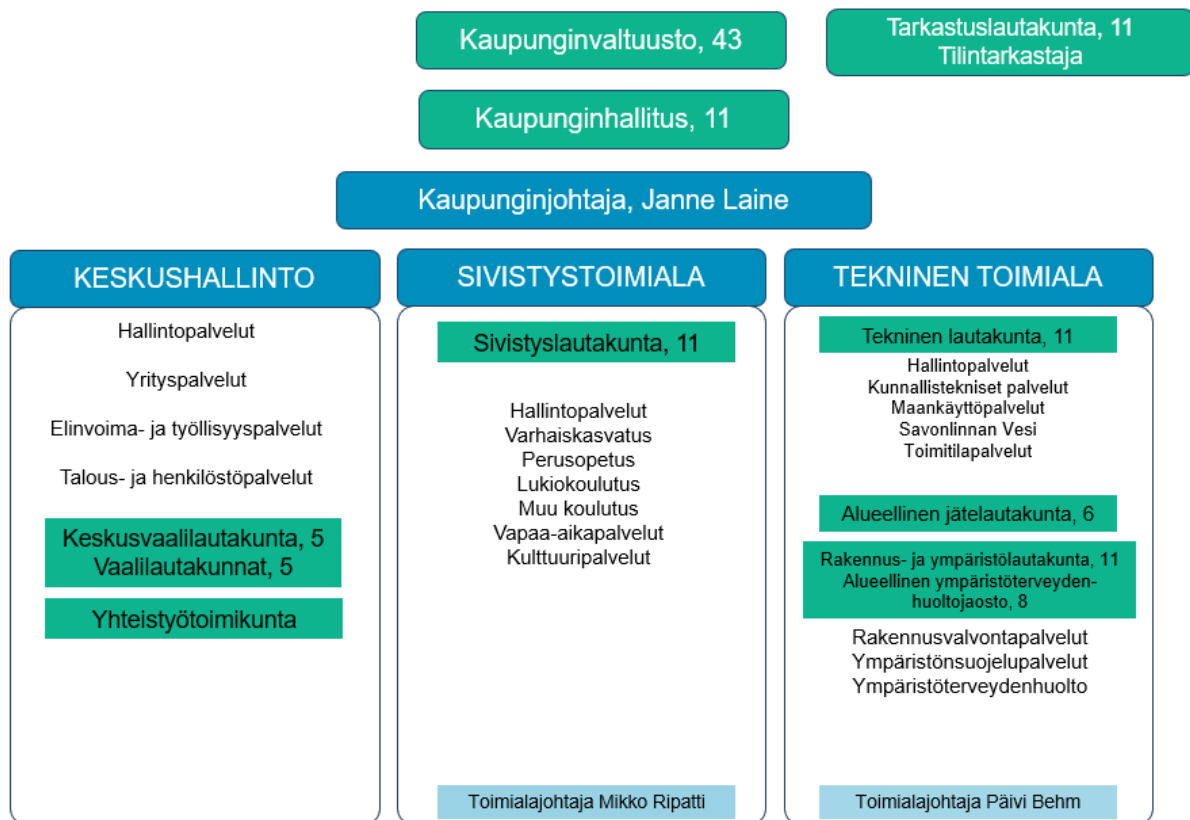 Kaupunginvaltuusto, 43
Tarkastuslautakunta, 11
Tilintarkastaja
Kaupunginhallitus, 11
Kaupunginjohtaja, Janne Laine
KESKUSHALLINTO
Hallintopalvelut
Yrityspalvelut
Elinvoima- ja työllisyyspalvelut
Talous- ja henkilöstöpalvelut
Keskusvaalilautakunta, 5
Vaalilautakunnat, 5
Yhteistyötoimikunta
SIVISTYSTOIMIALA
Sivistyslautakunta, 11
Hallintopalvelut
Varhaiskasvatus
Perusopetus
Lukiokoulutus
Muu koulutus
Vapaa-aikapalvelut
Kulttuuripalvelut
Toimialajohtaja Mikko Ripatti
TEKNINEN TOIMIALA
Tekninen lautakunta, 11
Hallintopalvelut
Kunnallistekniset palvelut
Maankäyttöpalvelut
Savonlinnan Vesi
Toimitilapalvelut
Alueellinen jätelautakunta, 6
Rakennus- ja ympäristölautakunta, 11
Alueellinen ympäristöterveyden-
huoltojaosto, 8
Rakennusvalvontapalvelut
Ympäristönsuojelupalvelut
Ympäristöterveydenhuolto
Toimialajohtaja Päivi Behm